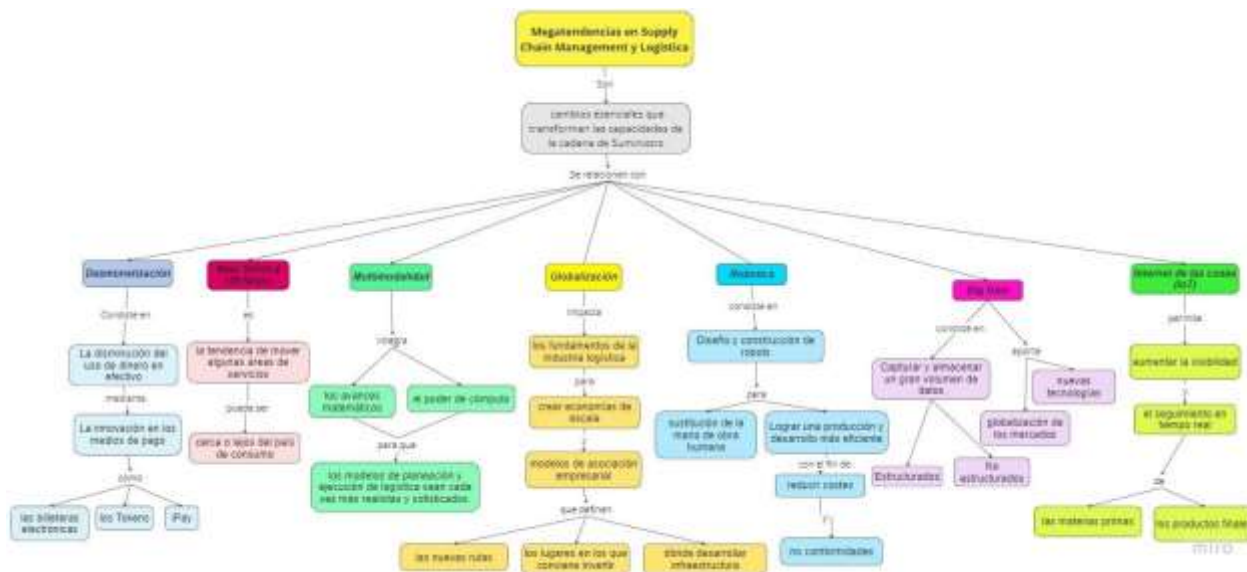 Megatendencias en Supply
Chain Management y Logística
Son
cambios esenciales que
transforman las capacidades de
la cadena de Suministro
Se relacionan con
Desmonetización
Consiste en
La disminución del
uso de dinero en
efectivo
mediante
La innovación en los
medios de pago
como
las billeteras
electrónicas
los Tokens
iPay
es
la tendencia de mover
algunas áreas de
servicios
puede ser
cerca o lejos del país
de consumo
Multimodalidad
integra
los avances
matemáticos
el poder de cómputo
para que
los modelos de planeación y
ejecución de logística sean cada
vez más realistas y sofisticados.
Globalización
impacta
los fundamentos de la
industria logística
para
crear economías de
escala
modelos de asociación
empresarial
que definen
las nuevas rutas
los lugares en los que
conviene invertir
dónde desarrollar
infraestructura
Robótica
consiste en
Diseño y construcción de
robots
para
sustitución de la
mano de obra
humana
Lograr una producción y
desarrollo más eficiente
con el fin de
reducir costes
y
no conformidades
Big Data
consiste en
Capturar y almacenar
un gran volumen de
datos
Estructurados
No
estructurados
aporta
globalización de
los mercados
nuevas
tecnologías
Internet de las cosas
(IoT)
permite
aumentar la visibilidad
el seguimiento en
tiempo real
de
las materias primas
los productos finales
miro